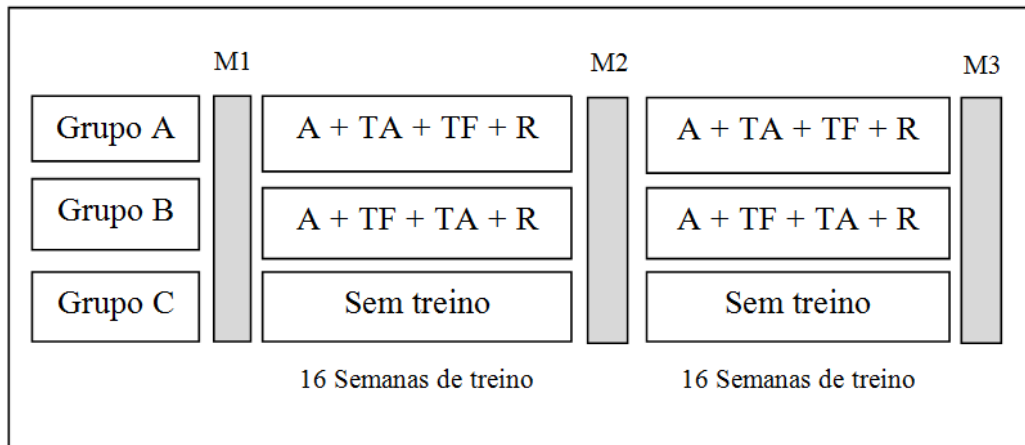 M1 M2 M3
Grupo A A + TA + TF + R A + TA + TF + R
Grupo B A + TF + TA + R A + TF + TA + R
Grupo C Sem treino Sem treino
16 Semanas de treino 16 Semanas de treino